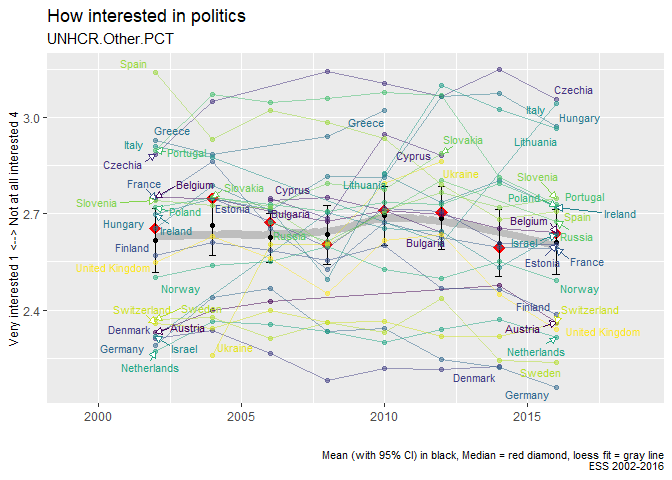 How interested in politics
UNHCR.Other.PCT
Very interested 1 <--> Not at all interested 4
3.0
2.7
2.4
Spain
Czechia
Italy
Hungary
Greece
Greece
Italy
Portugal
Czechia
Slovakia
Lithuania
Cyprus
Ukraine
France
Belgium
Slovakia
Cyprus
Lithuania
Slovenia
Slovenia
Poland
Portugal
Poland
Estonia
Bulgaria
Ireland
Spain
Hungary
Ireland
Belgium
Russia
Russia
Finland
Bulgaria
Israel
United Kingdom
Estonia
France
Norway
Norway
Switzerland
Sweden
Finland
Switzerland
Denmark
Austria
Austria
United Kingdom
Germany
Israel
Ukraine
Netherlands
Netherlands
Denmark
Sweden
Germany
2000
2005
2010
2015
Mean (with 95% CI) in black, Median = red diamond, loess fit = gray line
ESS 2002-2016